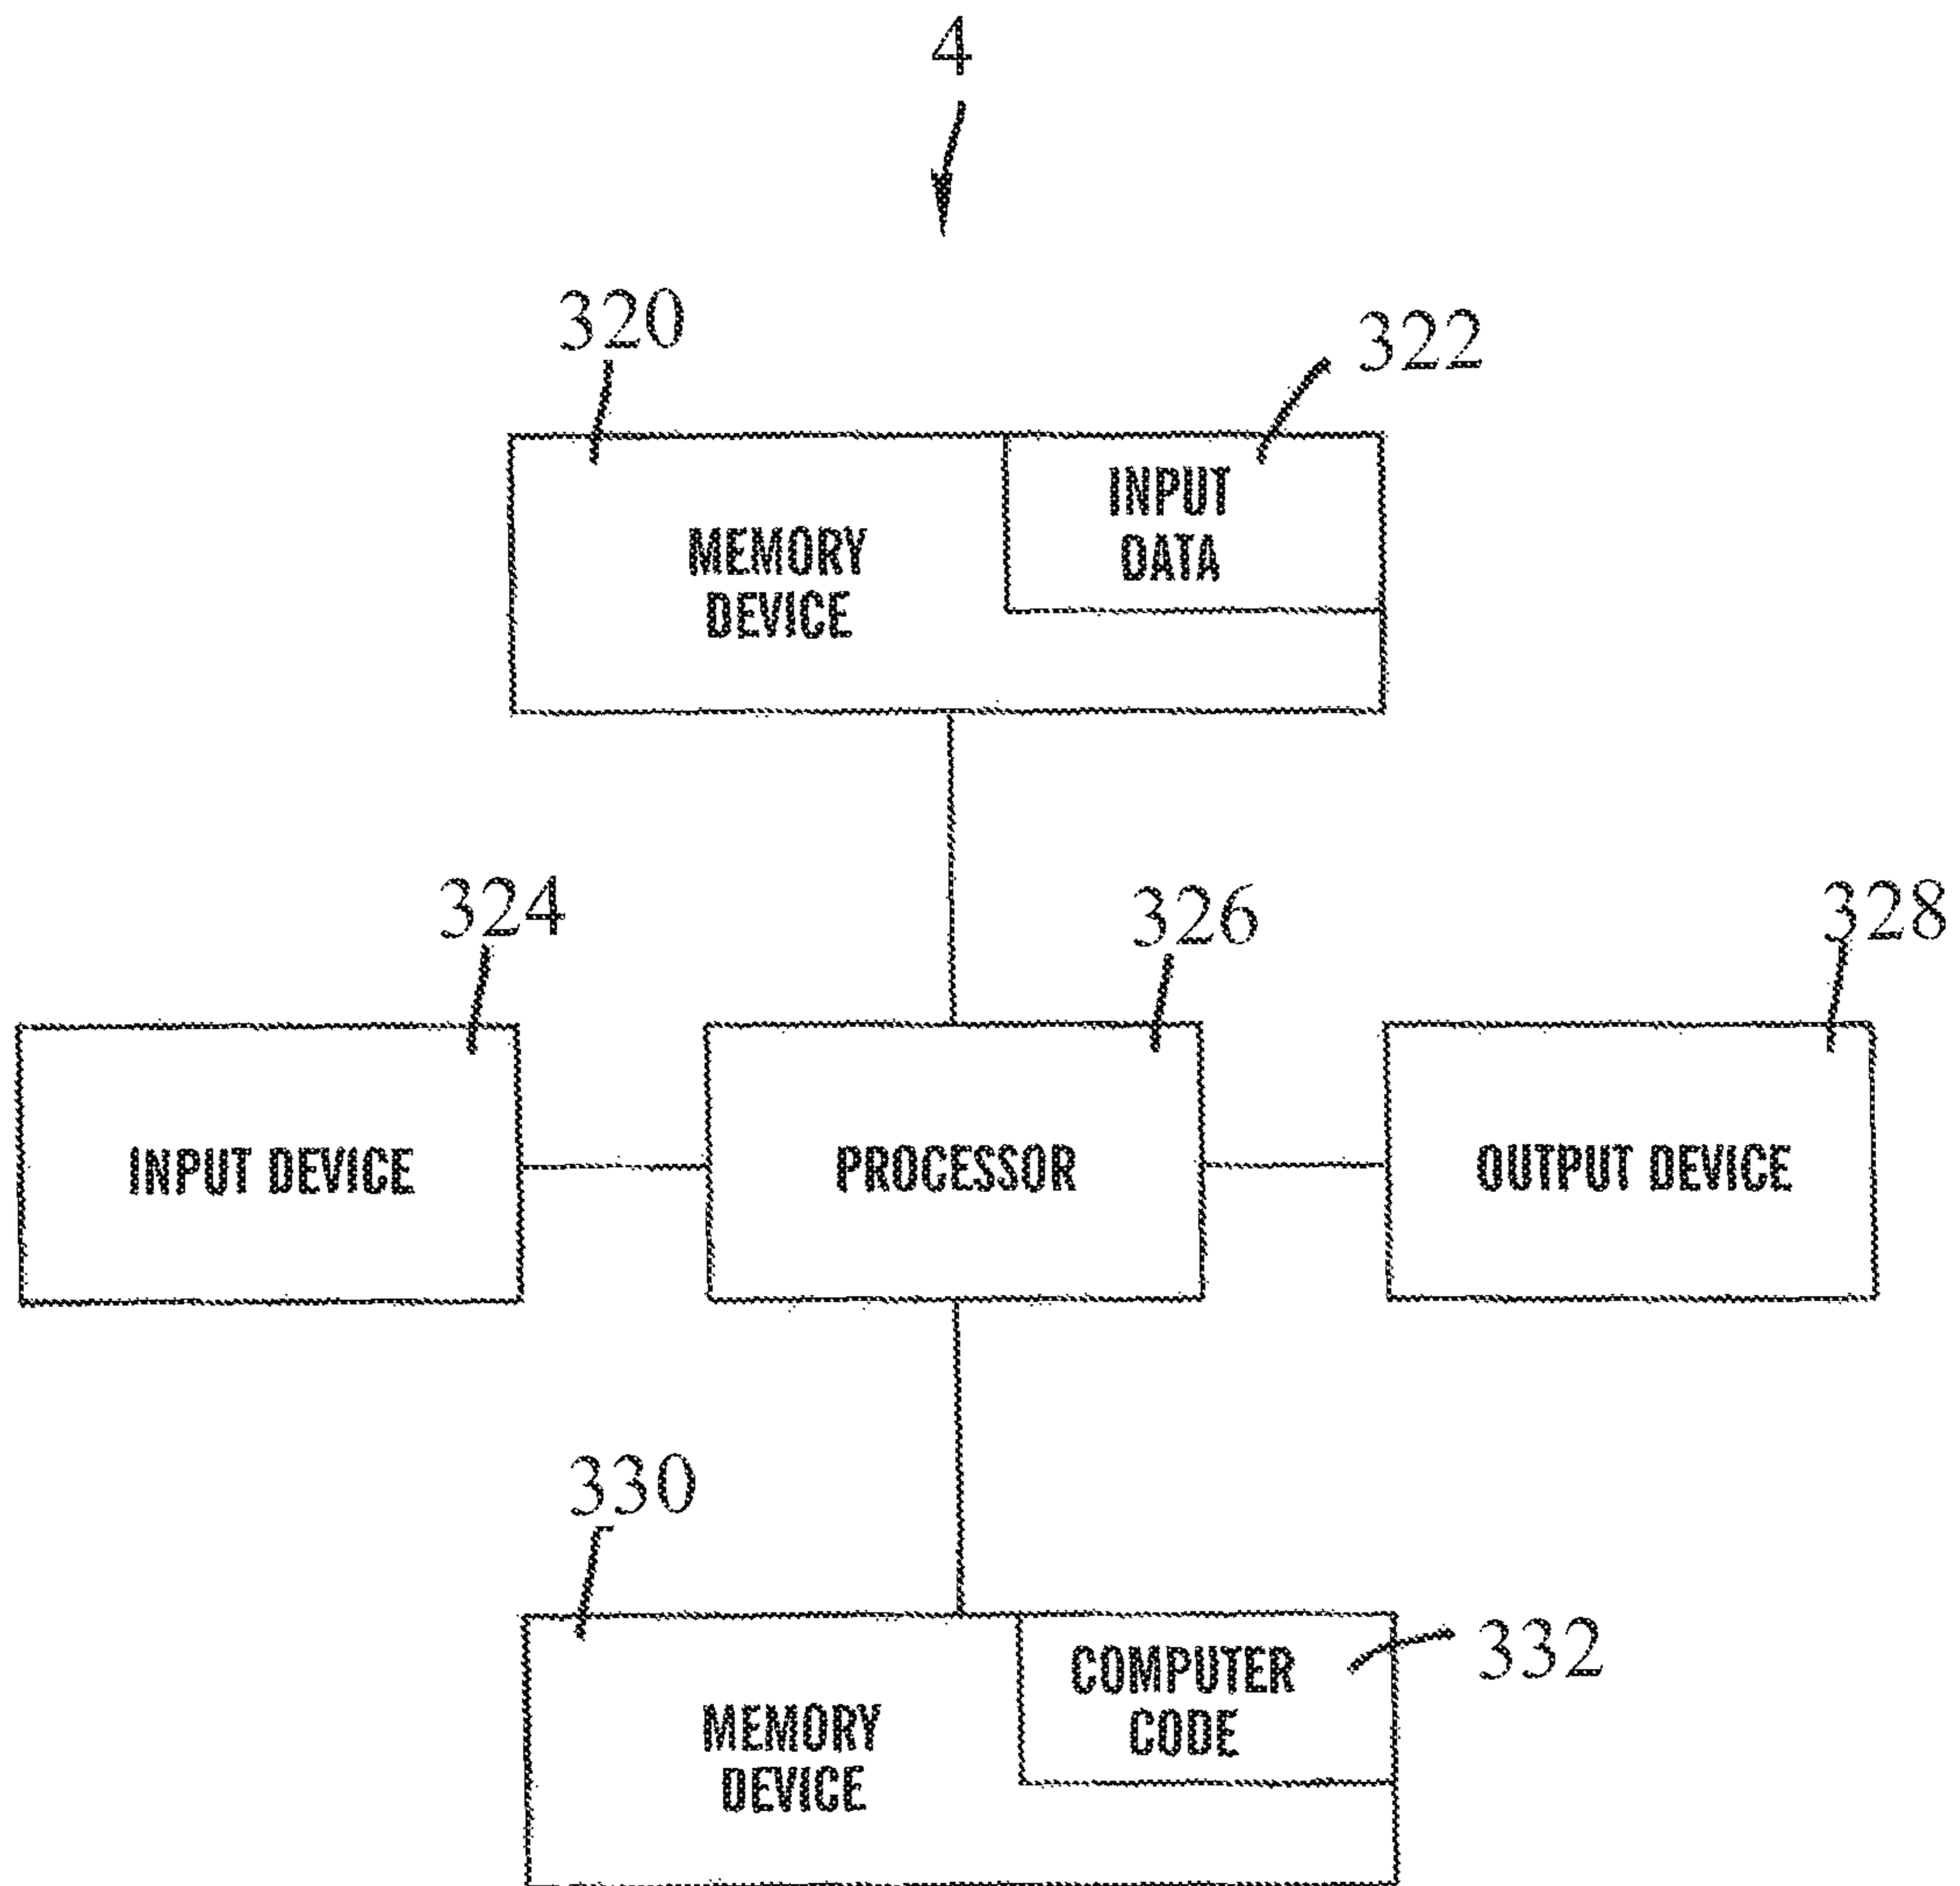 4
320
322
INPUT
DATA
MEMORY
DEVICE
324
326
328
INPUT DEVICE
PROCESSOR
OUTPUT DEVICE
330
332
COMPUTER
CODE
MEMORY
DEVICE